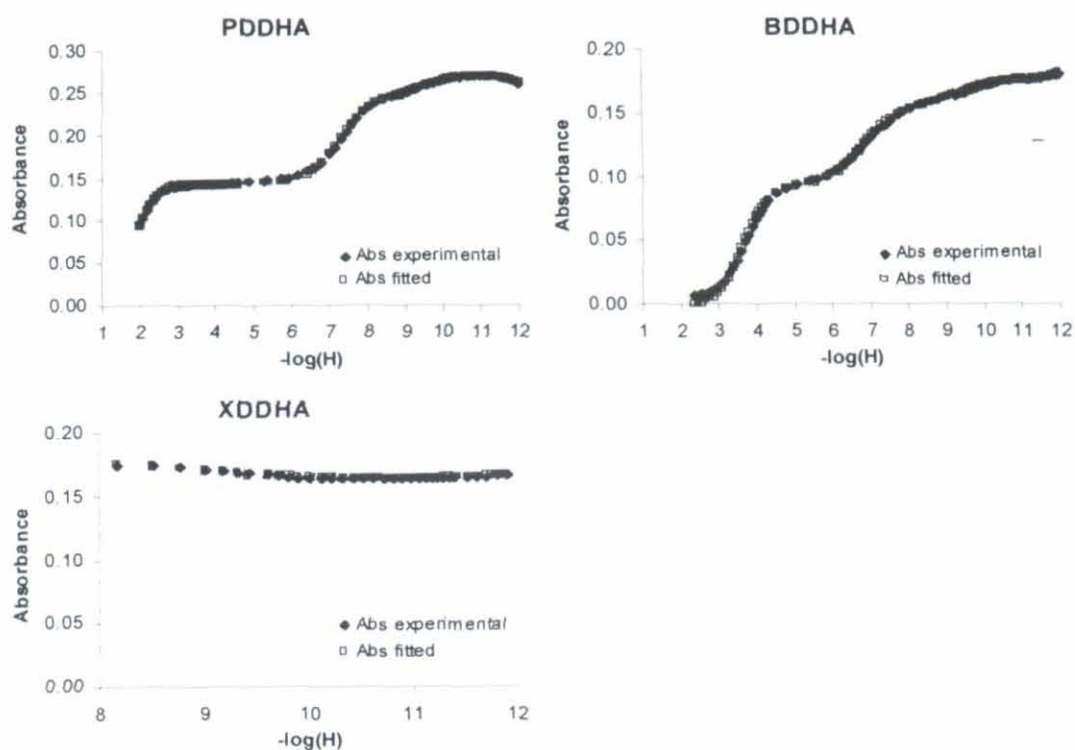 PDDHA
0.30
0.25
0.20
0.15
0.10
0.05
0.00
Absorbance
◆ Abs experimental
□ Abs fitted
1 2 3 4 5 6 7 8 9 10 11 12
-log(H)
BDDHA
0.20
0.15
0.10
0.05
0.00
Absorbance
◆ Abs experimental
□ Abs fitted
1 2 3 4 5 6 7 8 9 10 11 12
-log(H)
XDDHA
0.20
0.15
0.10
0.05
0.00
Absorbance
◆ Abs experimental
□ Abs fitted
8 9 10 11 12
-log(H)